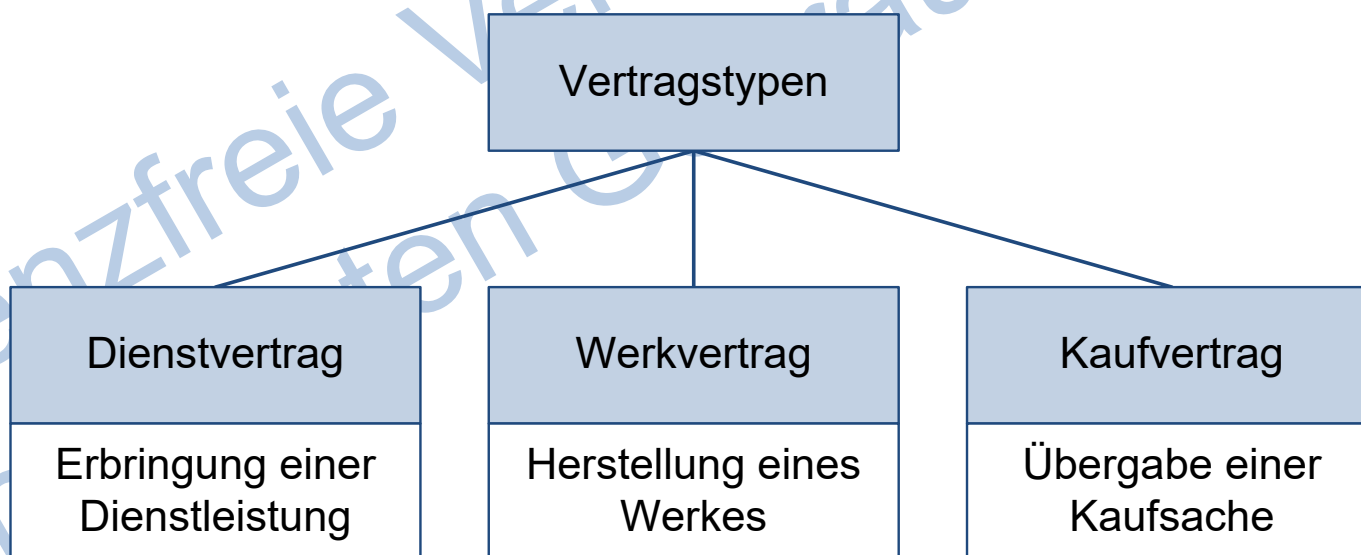 Vertragstypen
Dienstvertrag
Werkvertrag
Kaufvertrag
Erbringung einer
Dienstleistung
Herstellung eines
Werkes
Übergabe einer
Kaufsache